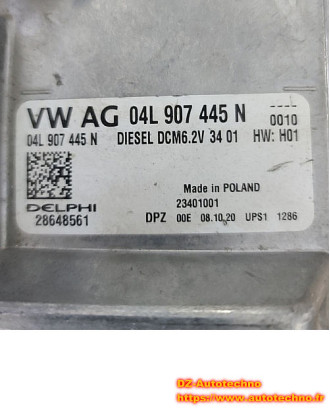 VW AG 04L 907 445 N ----
0010
04L 907 445 N DIESEL DCM6.2V 34 01 HW: H01
Made in POLAND
23401001
DELPHI
28648561 DPZ 00E 08.10.20 UPS1 1286
DZ-Autotechno
www.autotechno.fr